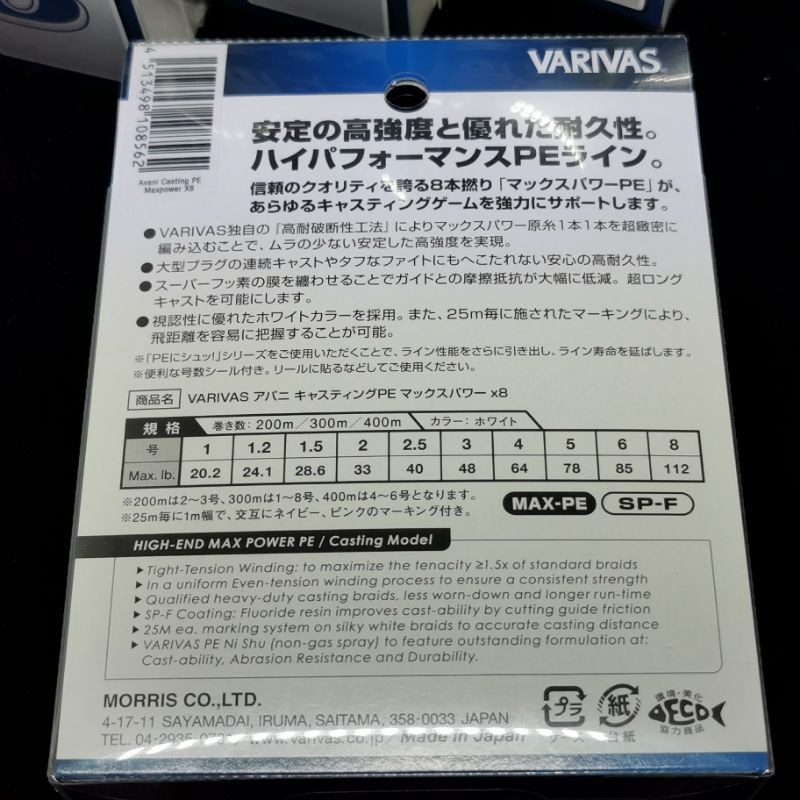 VARIVAS
4 513498 108562
Avani Casting PE
Maxpower X8
安定の高強度と優れた耐久性。
ハイパフォーマンスPEライン。
信頼のクオリティを誇る8本撚り「マックスパワーPE」が、
あらゆるキャスティングゲームを強力にサポートします。
●VARIVAS独自の「高耐破断性工法」によりマックスパワー原糸1本1本を超緻密に
編み込むことで、ムラの少ない安定した高強度を実現。
●大型プラグの連続キャストやタフなファイトにもへこたれない安心の高耐久性。
●スーパーフッ素の膜を纏わせることでガイドとの摩擦抵抗が大幅に低減。超ロング
キャストを可能にします。
●視認性に優れたホワイトカラーを採用。また、25m毎に施されたマーキングにより、
飛距離を容易に把握することが可能。
※「PEにシュッ!」シリーズをご使用いただくことで、ライン性能をさらに引き出し、ライン寿命を延ばします。
※便利な号数シール付き。リールに貼るなどしてご使用ください。
商品名 VARIVAS アバニ キャスティングPE マックスパワー x8
規格 巻き数：200m／300m／400m カラー：ホワイト
号 1 1.2 1.5 2 2.5 3 4 5 6 8
Max. lb. 20.2 24.1 28.6 33 40 48 64 78 85 112
※200mは2〜3号、300mは1〜8号、400mは4〜6号となります。
※25m毎に1m幅で、交互にネイビー、ピンクのマーキング付き。
MAX-PE SP-F
HIGH-END MAX POWER PE / Casting Model
▶Tight-Tension Winding: to maximize the tenacity ≥1.5x of standard braids
▶In a uniform Even-tension winding process to ensure a consistent strength
▶Qualified heavy-duty casting braids, less worn-down and longer run-time
▶SP-F Coating: Fluoride resin improves cast-ability by cutting guide friction
▶25M ea. marking system on silky white braids to accurate casting distance
▶VARIVAS PE Ni Shu (non-gas spray) to feature outstanding formulation at:
Cast-ability, Abrasion Resistance and Durability.
MORRIS CO.,LTD.
4-17-11 SAYAMADAI, IRUMA, SAITAMA, 358-0033 JAPAN
TEL. 04-2935-0701／www.varivas.co.jp／Made in Japan
プラ
ケース
紙
台紙
環境・美化
ECO
協力商品